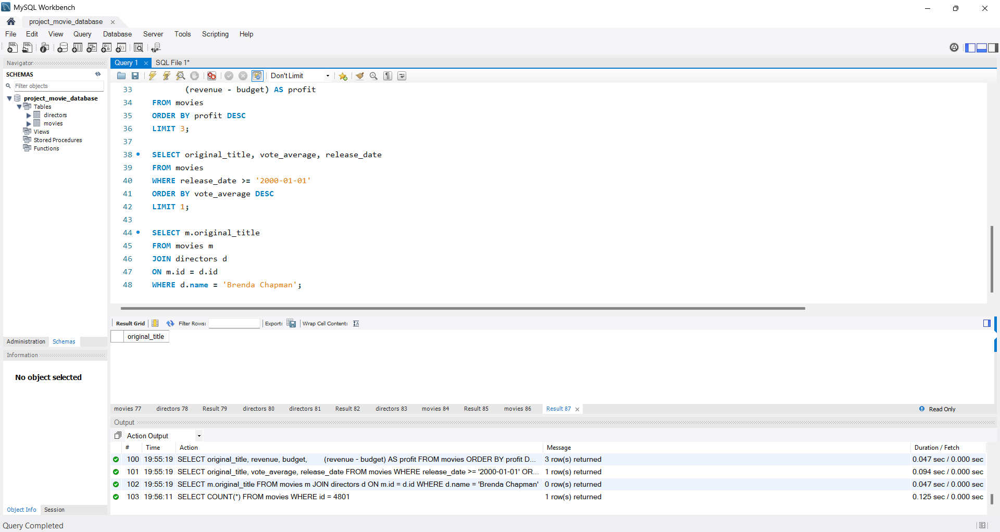 MySQL Workbench
project_movie_database
File Edit View Query Database Server Tools Scripting Help
Navigator
SCHEMAS
Filter objects
project_movie_database
Tables
directors
movies
Views
Stored Procedures
Functions
Administration Schemas
Information
No object selected
Object Info Session
Query 1 SQL File 1*
Don't Limit
33 (revenue - budget) AS profit
34 FROM movies
35 ORDER BY profit DESC
36 LIMIT 3;
37
38 SELECT original_title, vote_average, release_date
39 FROM movies
40 WHERE release_date >= '2000-01-01'
41 ORDER BY vote_average DESC
42 LIMIT 1;
43
44 SELECT m.original_title
45 FROM movies m
46 JOIN directors d
47 ON m.id = d.id
48 WHERE d.name = 'Brenda Chapman';
Result Grid Filter Rows: Export: Wrap Cell Content:
original_title
movies 77 directors 78 Result 79 directors 80 directors 81 Result 82 directors 83 movies 84 Result 85 movies 86 Result 87 Read Only
Output
Action Output
# Time Action Message Duration / Fetch
100 19:55:19 SELECT original_title, revenue, budget, (revenue - budget) AS profit FROM movies ORDER BY profit D... 3 row(s) returned 0.047 sec / 0.000 sec
101 19:55:19 SELECT original_title, vote_average, release_date FROM movies WHERE release_date >= '2000-01-01' OR... 1 row(s) returned 0.094 sec / 0.000 sec
102 19:55:19 SELECT m.original_title FROM movies m JOIN directors d ON m.id = d.id WHERE d.name = 'Brenda Chapman' 0 row(s) returned 0.047 sec / 0.000 sec
103 19:56:11 SELECT COUNT(*) FROM movies WHERE id = 4801 1 row(s) returned 0.125 sec / 0.000 sec
Query Completed